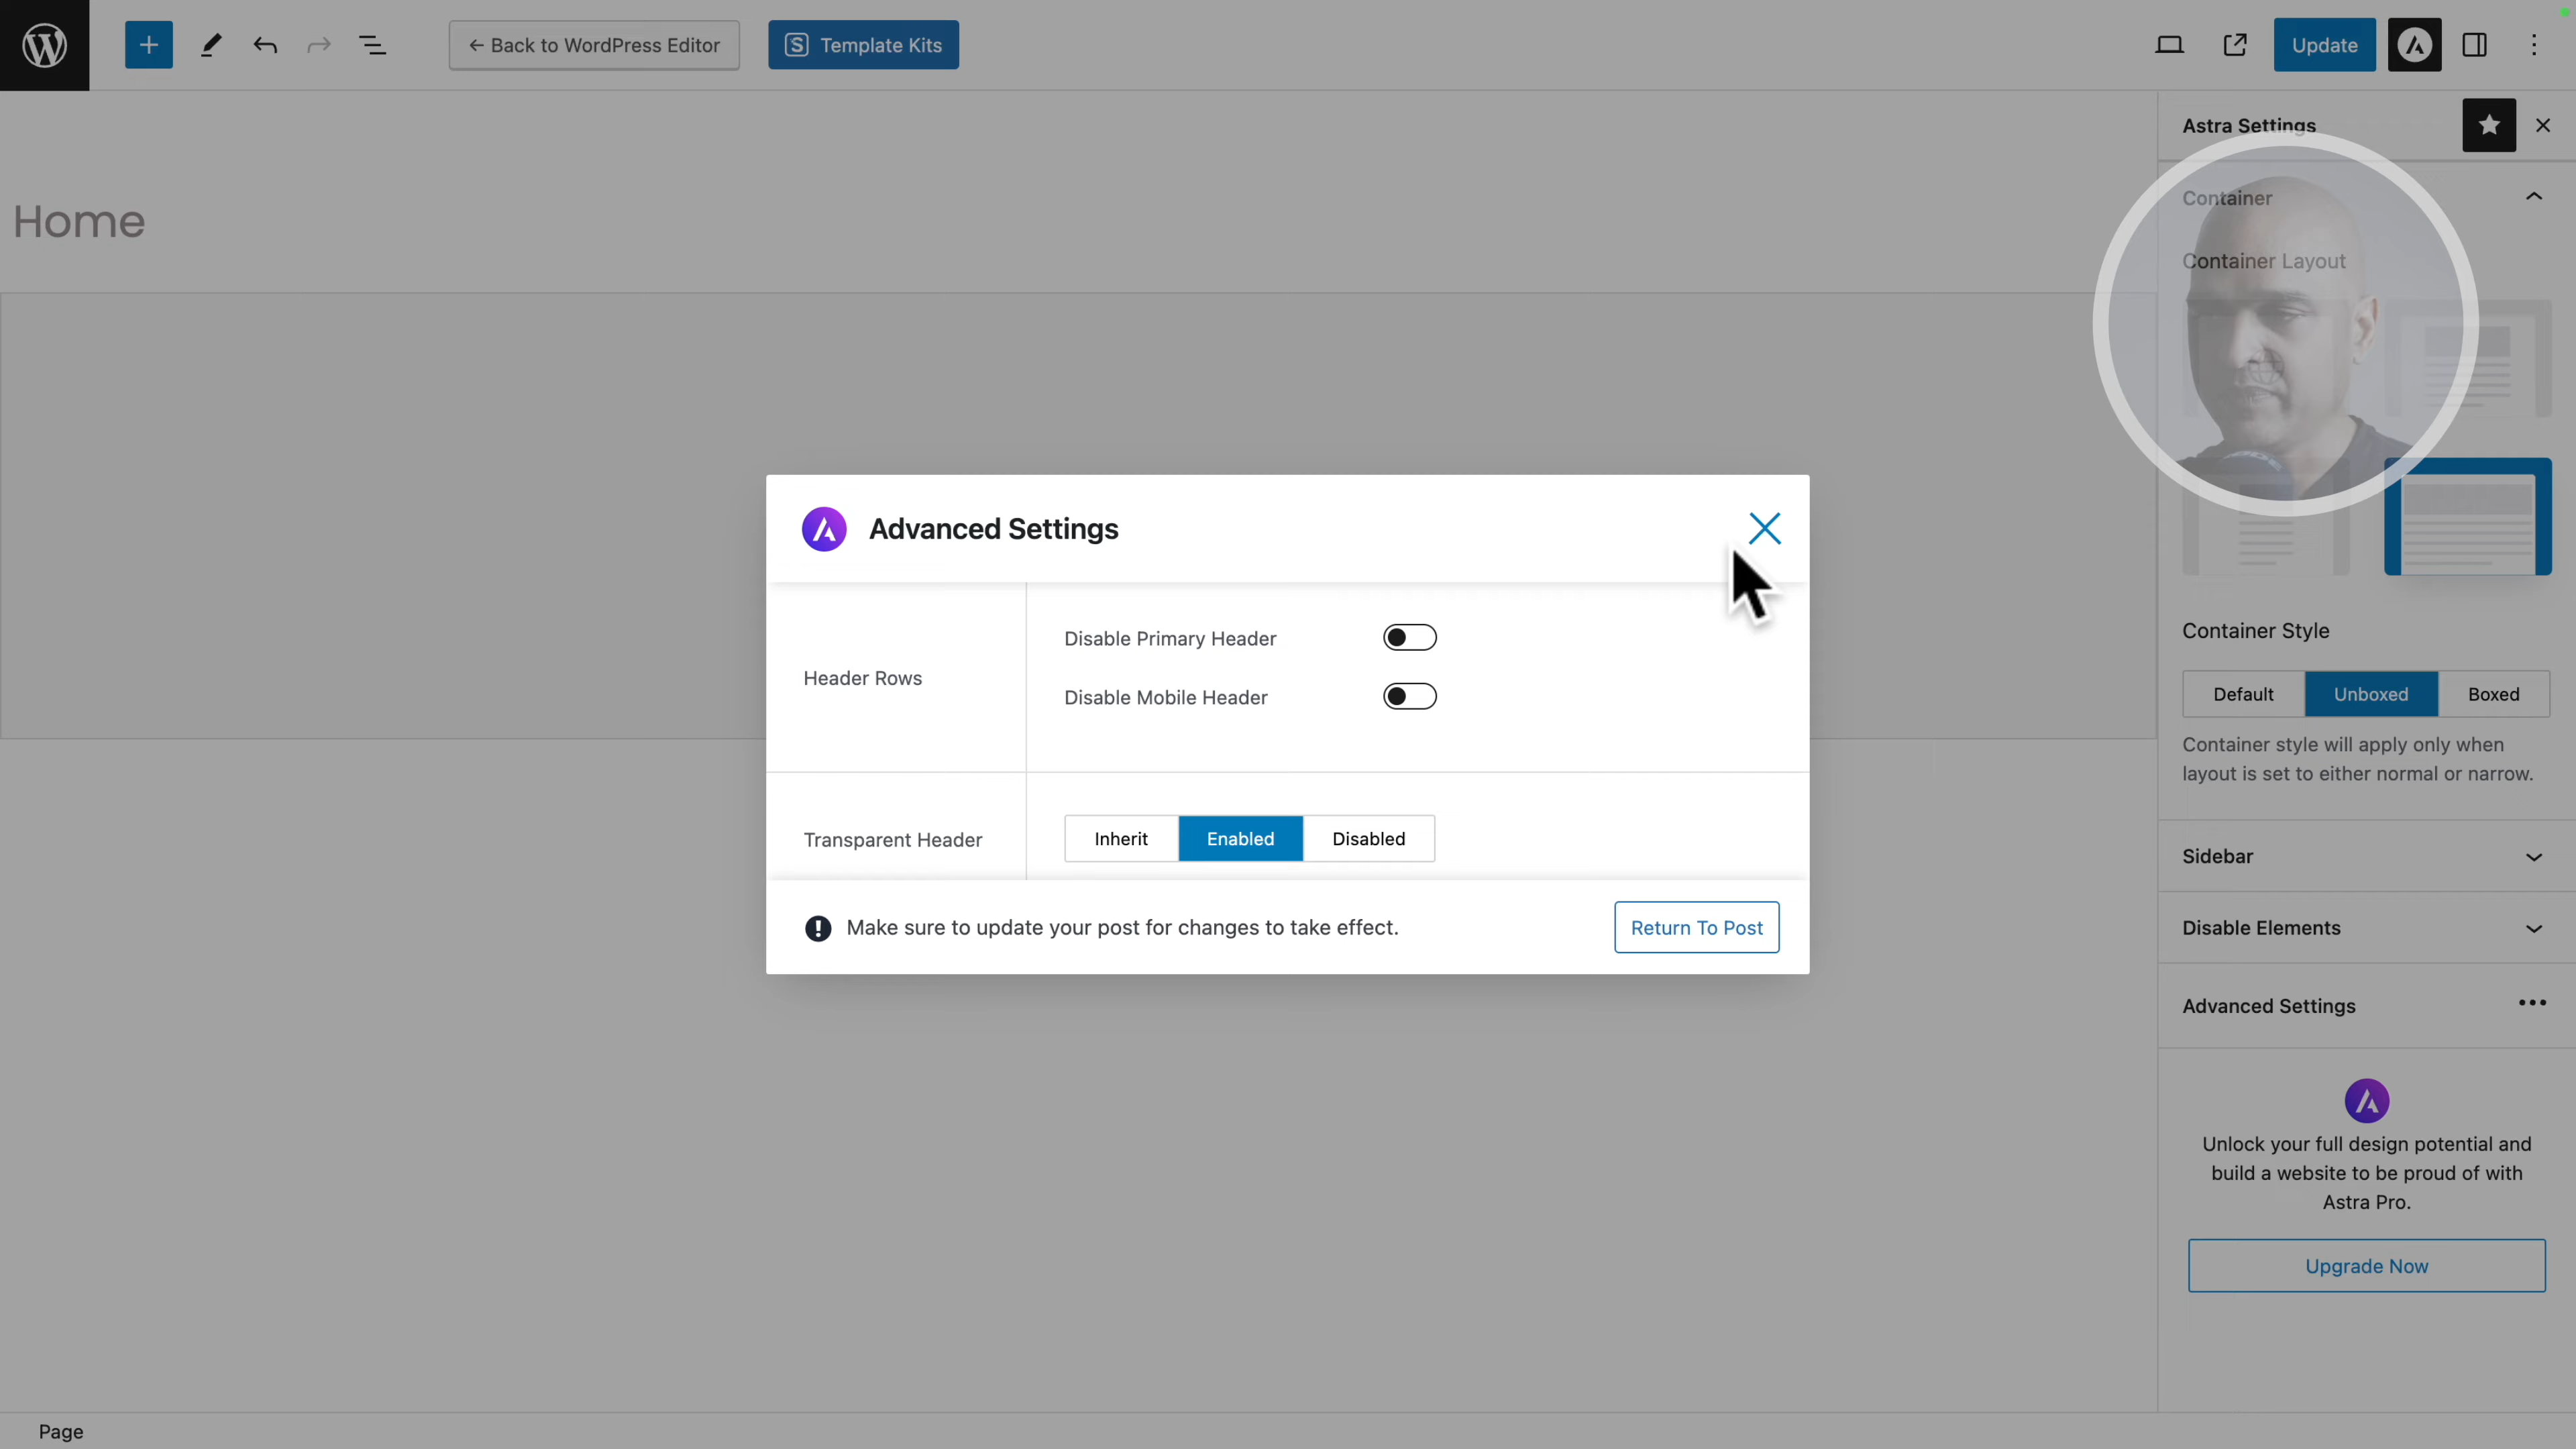 ← Back to WordPress Editor
S Template Kits
Update
Astra Settings
Home
Container
Container Layout
Advanced Settings
Header Rows
Disable Primary Header
Disable Mobile Header
Transparent Header
Inherit
Enabled
Disabled
Make sure to update your post for changes to take effect.
Return To Post
Container Style
Default
Unboxed
Boxed
Container style will apply only when
layout is set to either normal or narrow.
Sidebar
Disable Elements
Advanced Settings
Unlock your full design potential and
build a website to be proud of with
Astra Pro.
Upgrade Now
Page